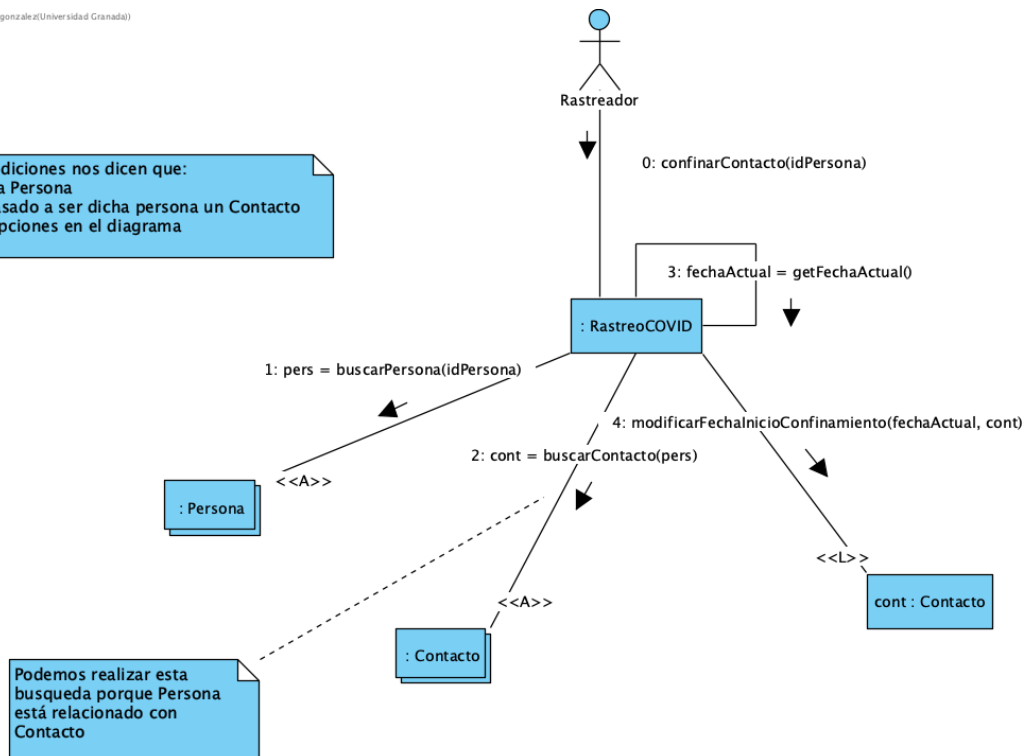 gonzalez(Universidad Granada))
Rastreador
0: confinarContacto(idPersona)
diciones nos dicen que:
a Persona
sado a ser dicha persona un Contacto
pciones en el diagrama
3: fechaActual = getFechaActual()
: RastreoCOVID
1: pers = buscarPersona(idPersona)
4: modificarFechaInicioConfinamiento(fechaActual, cont)
2: cont = buscarContacto(pers)
<<A>>
: Persona
<<L>>
<<A>>
cont : Contacto
: Contacto
Podemos realizar esta
busqueda porque Persona
está relacionado con
Contacto